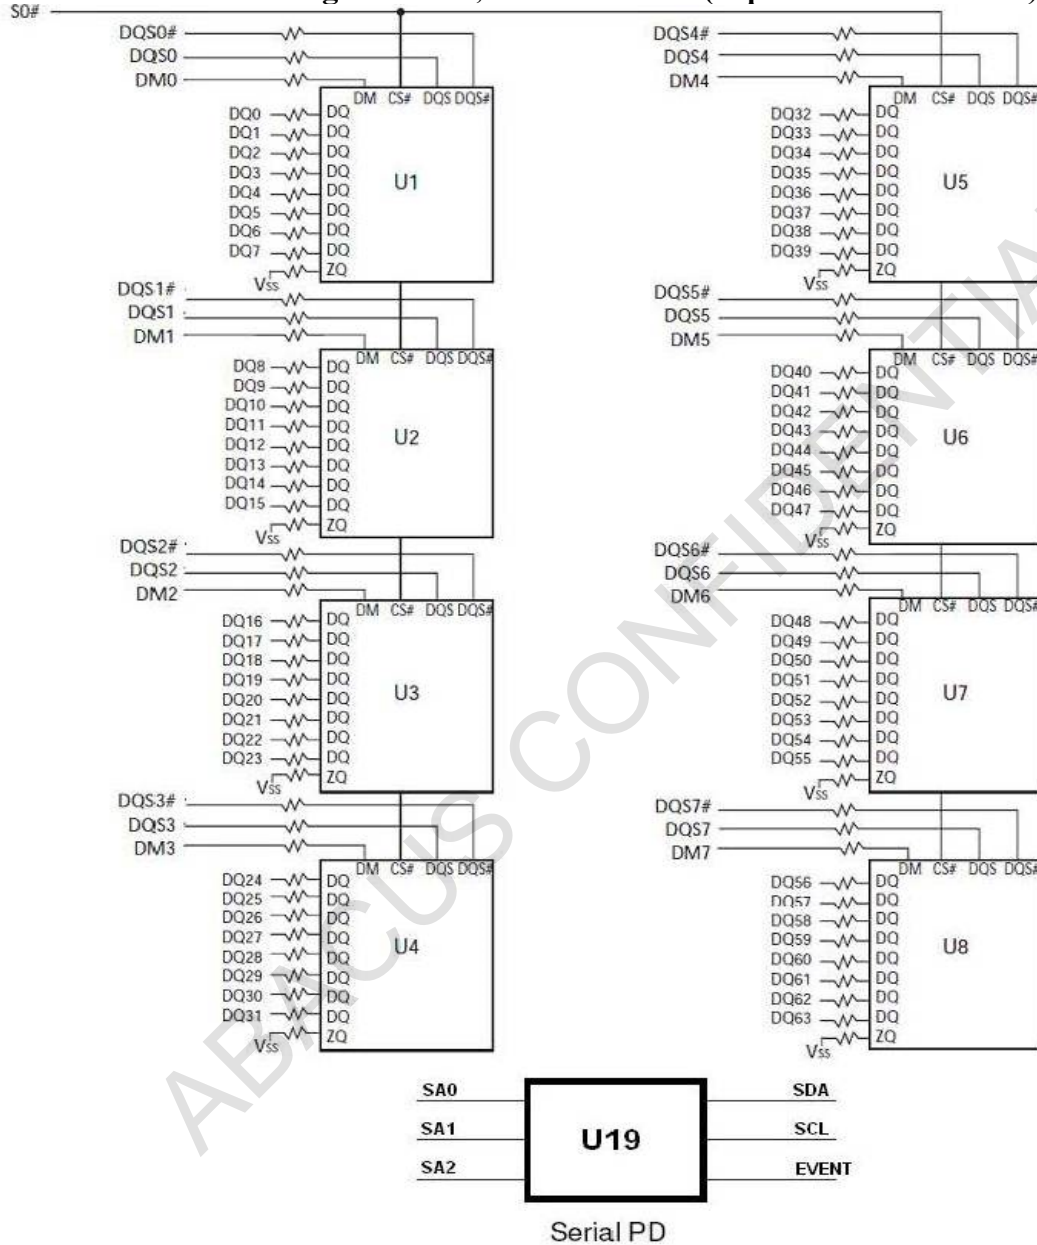 S0#
DQS0#
DQS0
DM0
DM CS# DQS DQS#
DQ0 DQ
DQ1 DQ
DQ2 DQ
DQ3 DQ
DQ4 DQ
DQ5 DQ
DQ6 DQ
DQ7 DQ
VSS ZQ
U1
DQS1#
DQS1
DM1
DM CS# DQS DQS#
DQ8 DQ
DQ9 DQ
DQ10 DQ
DQ11 DQ
DQ12 DQ
DQ13 DQ
DQ14 DQ
DQ15 DQ
VSS ZQ
U2
DQS2#
DQS2
DM2
DM CS# DQS DQS#
DQ16 DQ
DQ17 DQ
DQ18 DQ
DQ19 DQ
DQ20 DQ
DQ21 DQ
DQ22 DQ
DQ23 DQ
VSS ZQ
U3
DQS3#
DQS3
DM3
DM CS# DQS DQS#
DQ24 DQ
DQ25 DQ
DQ26 DQ
DQ27 DQ
DQ28 DQ
DQ29 DQ
DQ30 DQ
DQ31 DQ
VSS ZQ
U4
DQS4#
DQS4
DM4
DM CS# DQS DQS#
DQ32 DQ
DQ33 DQ
DQ34 DQ
DQ35 DQ
DQ36 DQ
DQ37 DQ
DQ38 DQ
DQ39 DQ
VSS ZQ
U5
DQS5#
DQS5
DM5
DM CS# DQS DQS#
DQ40 DQ
DQ41 DQ
DQ42 DQ
DQ43 DQ
DQ44 DQ
DQ45 DQ
DQ46 DQ
DQ47 DQ
VSS ZQ
U6
DQS6#
DQS6
DM6
DM CS# DQS DQS#
DQ48 DQ
DQ49 DQ
DQ50 DQ
DQ51 DQ
DQ52 DQ
DQ53 DQ
DQ54 DQ
DQ55 DQ
VSS ZQ
U7
DQS7#
DQS7
DM7
DM CS# DQS DQS#
DQ56 DQ
DQ57 DQ
DQ58 DQ
DQ59 DQ
DQ60 DQ
DQ61 DQ
DQ62 DQ
DQ63 DQ
VSS ZQ
U8
SA0 SDA
SA1 U19 SCL
SA2 EVENT
Serial PD
ABACUS CONFIDENTIA